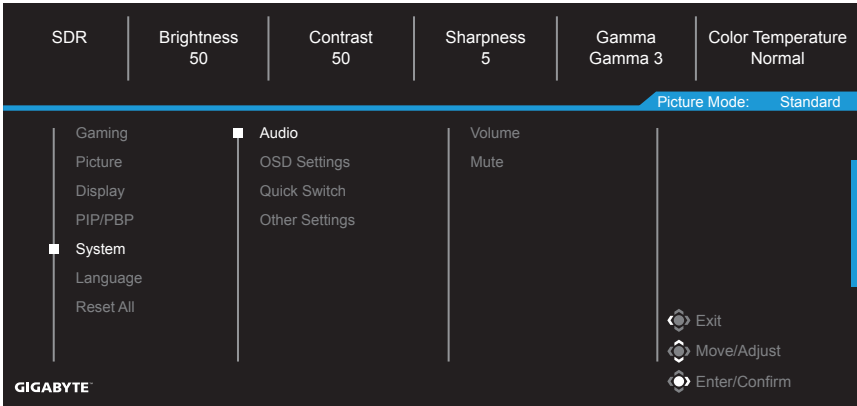 SDR Brightness Contrast Sharpness Gamma Color Temperature
50 50 5 Gamma 3 Normal
Picture Mode: Standard
Gaming Audio Volume
Picture OSD Settings Mute
Display Quick Switch
PIP/PBP Other Settings
System
Language
Reset All
Exit
Move/Adjust
GIGABYTE™ Enter/Confirm